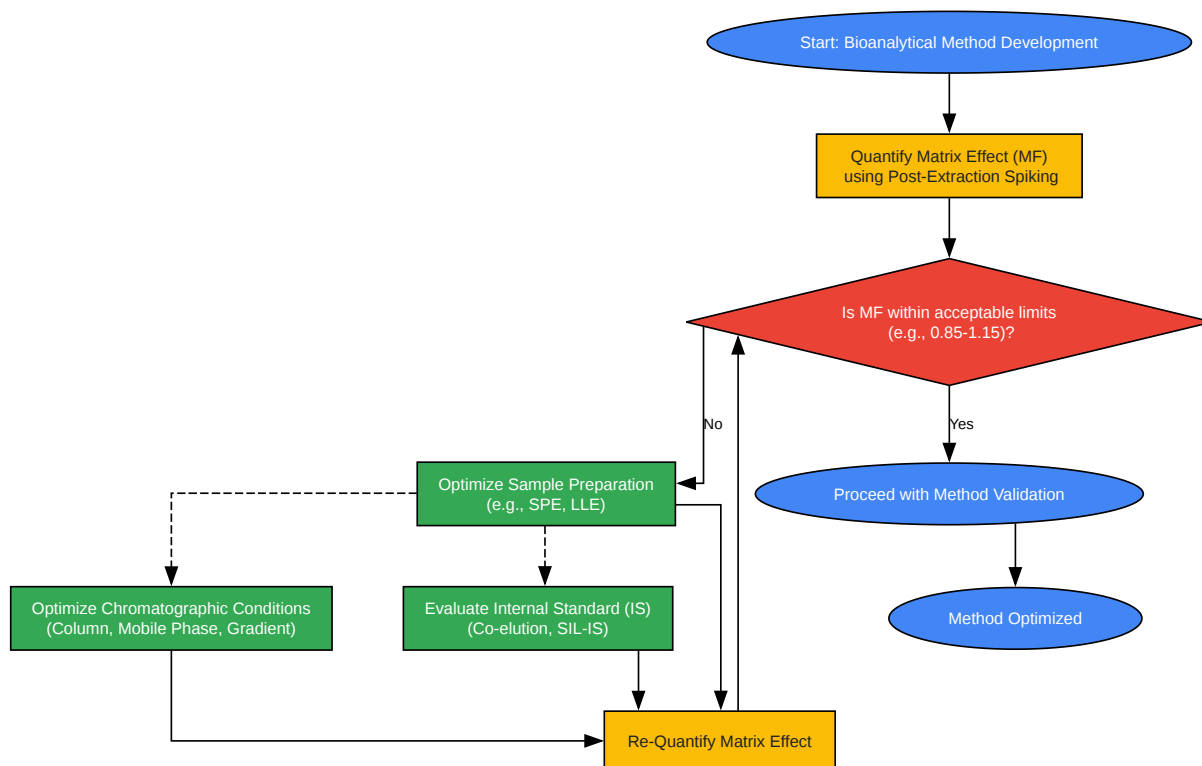 Start: Bioanalytical Method Development
Quantify Matrix Effect (MF)
using Post-Extraction Spiking
Is MF within acceptable limits
(e.g., 0.85-1.15)?
No
Yes
Optimize Sample Preparation
(e.g., SPE, LLE)
Proceed with Method Validation
Optimize Chromatographic Conditions
(Column, Mobile Phase, Gradient)
Evaluate Internal Standard (IS)
(Co-elution, SIL-IS)
Method Optimized
Re-Quantify Matrix Effect